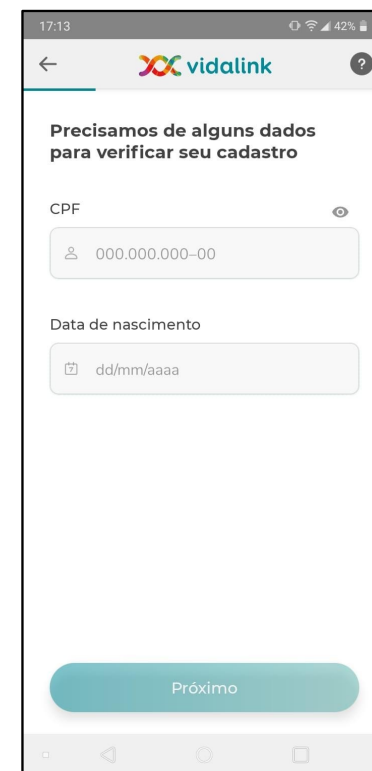 17:13 42%
vidalink ?
Precisamos de alguns dados
para verificar seu cadastro
CPF
000.000.000–00
Data de nascimento
7 dd/mm/aaaa
Próximo